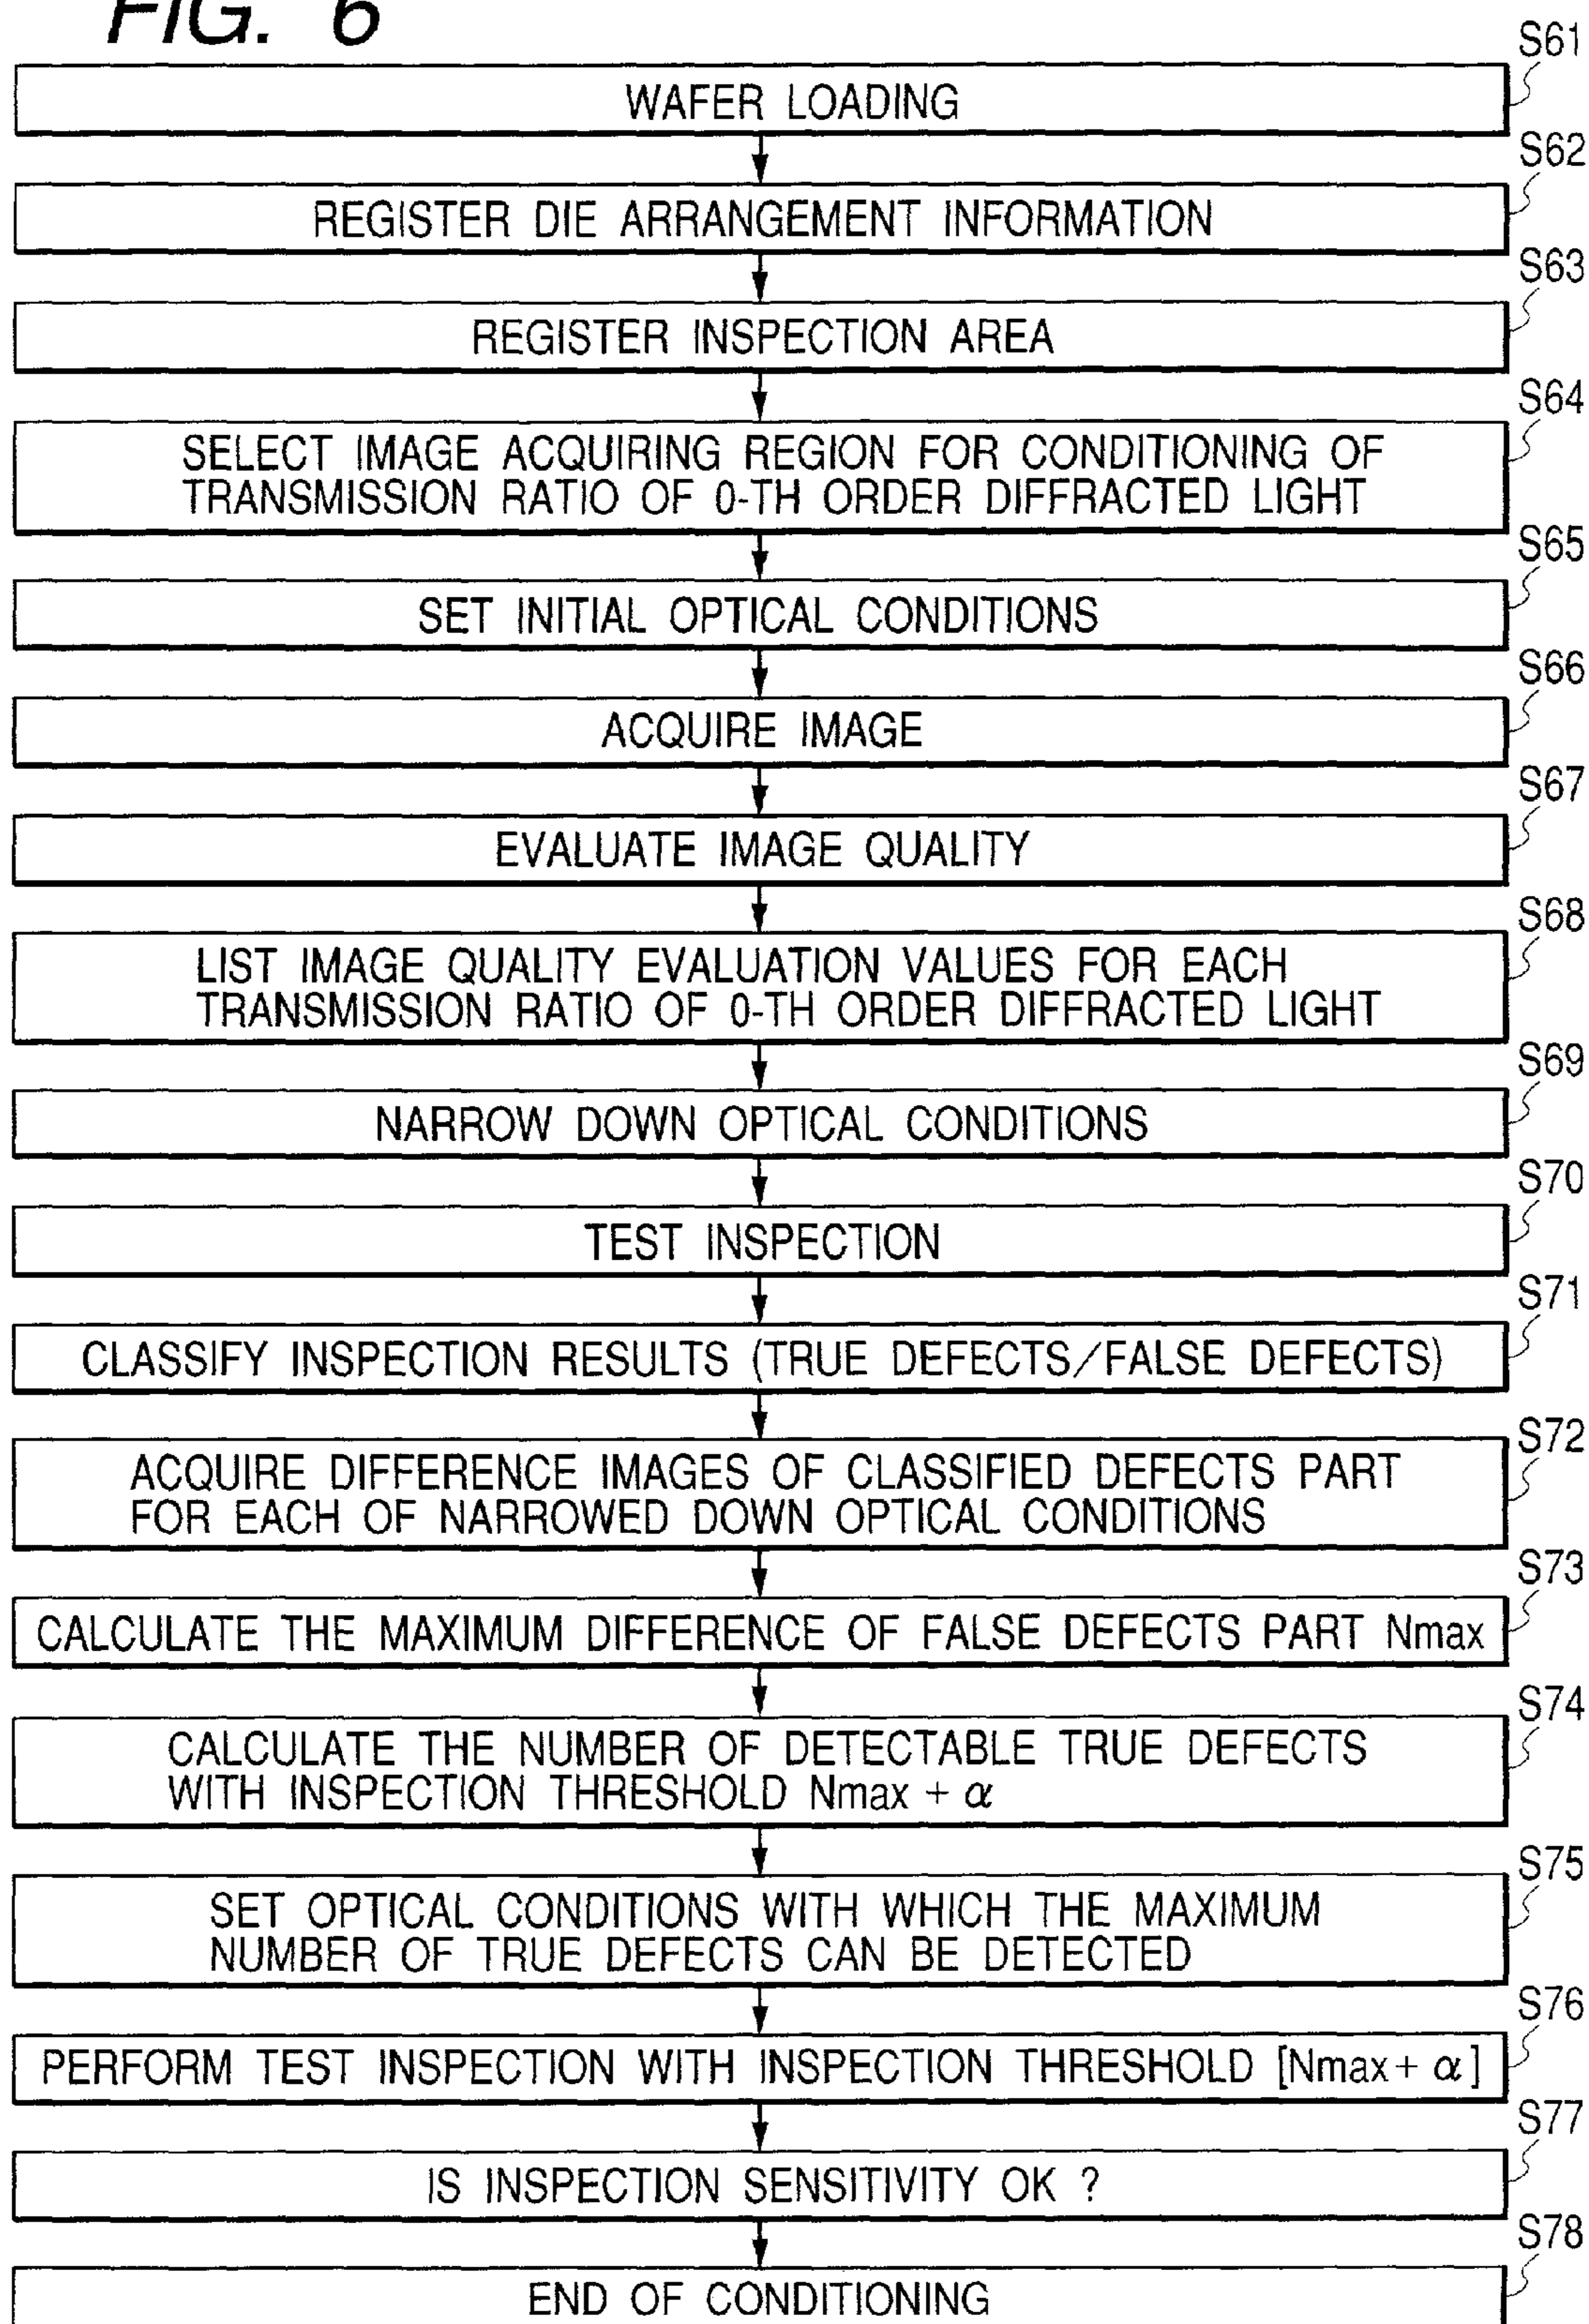 FIG. 6
S61
WAFER LOADING
S62
REGISTER DIE ARRANGEMENT INFORMATION
S63
REGISTER INSPECTION AREA
S64
SELECT IMAGE ACQUIRING REGION FOR CONDITIONING OF
TRANSMISSION RATIO OF 0-TH ORDER DIFFRACTED LIGHT
S65
SET INITIAL OPTICAL CONDITIONS
S66
ACQUIRE IMAGE
S67
EVALUATE IMAGE QUALITY
S68
LIST IMAGE QUALITY EVALUATION VALUES FOR EACH
TRANSMISSION RATIO OF 0-TH ORDER DIFFRACTED LIGHT
S69
NARROW DOWN OPTICAL CONDITIONS
S70
TEST INSPECTION
S71
CLASSIFY INSPECTION RESULTS (TRUE DEFECTS/FALSE DEFECTS)
S72
ACQUIRE DIFFERENCE IMAGES OF CLASSIFIED DEFECTS PART
FOR EACH OF NARROWED DOWN OPTICAL CONDITIONS
S73
CALCULATE THE MAXIMUM DIFFERENCE OF FALSE DEFECTS PART Nmax
S74
CALCULATE THE NUMBER OF DETECTABLE TRUE DEFECTS
WITH INSPECTION THRESHOLD Nmax + α
S75
SET OPTICAL CONDITIONS WITH WHICH THE MAXIMUM
NUMBER OF TRUE DEFECTS CAN BE DETECTED
S76
PERFORM TEST INSPECTION WITH INSPECTION THRESHOLD [Nmax + α]
S77
IS INSPECTION SENSITIVITY OK ?
S78
END OF CONDITIONING